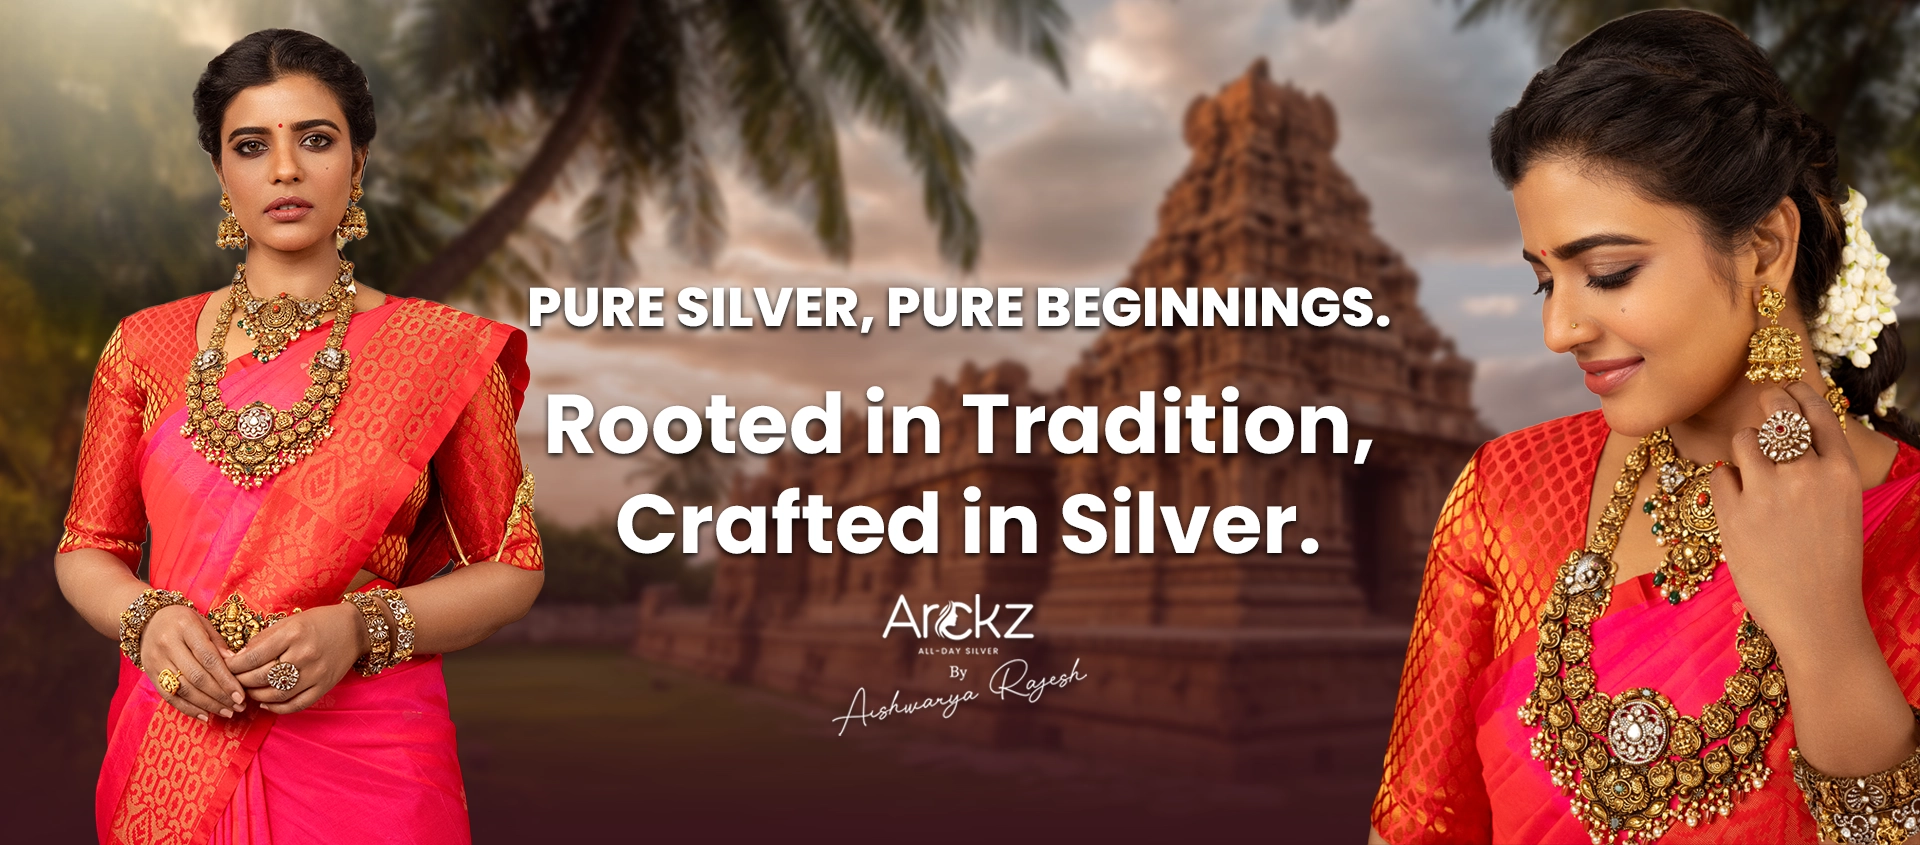 PURE SILVER, PURE BEGINNINGS.
Rooted in Tradition,
Crafted in Silver.
Arckz
ALL-DAY SILVER
By
Aishwarya Rajesh